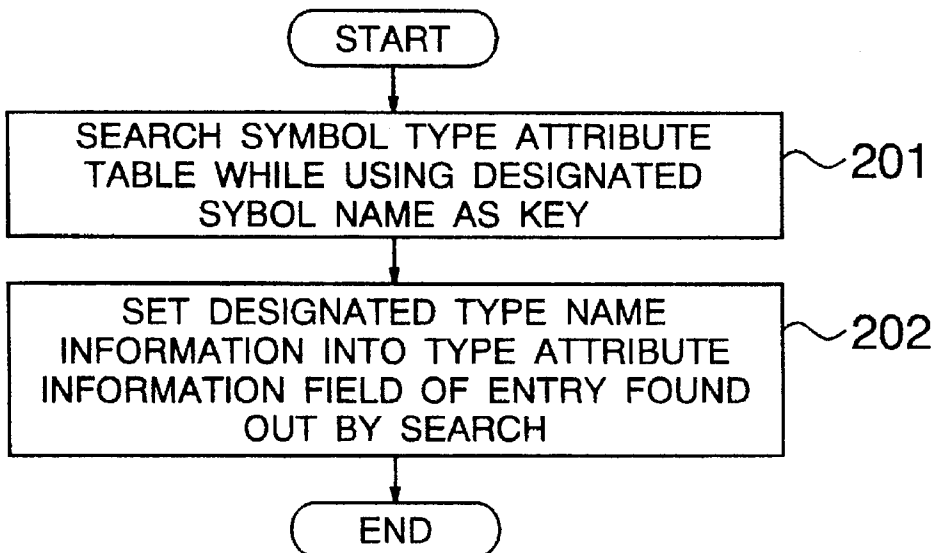 START
SEARCH SYMBOL TYPE ATTRIBUTE
TABLE WHILE USING DESIGNATED
SYBOL NAME AS KEY
201
SET DESIGNATED TYPE NAME
INFORMATION INTO TYPE ATTRIBUTE
INFORMATION FIELD OF ENTRY FOUND
OUT BY SEARCH
202
END